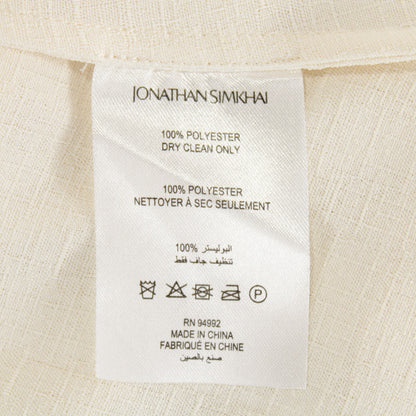 JONATHAN SIMKHAI
100% POLYESTER
DRY CLEAN ONLY
100% POLYESTER
NETTOYER À SEC SEULEMENT
البوليستر 100%
تنظيف جاف فقط
P
RN 94992
MADE IN CHINA
FABRIQUÉ EN CHINE
صنع بالصين